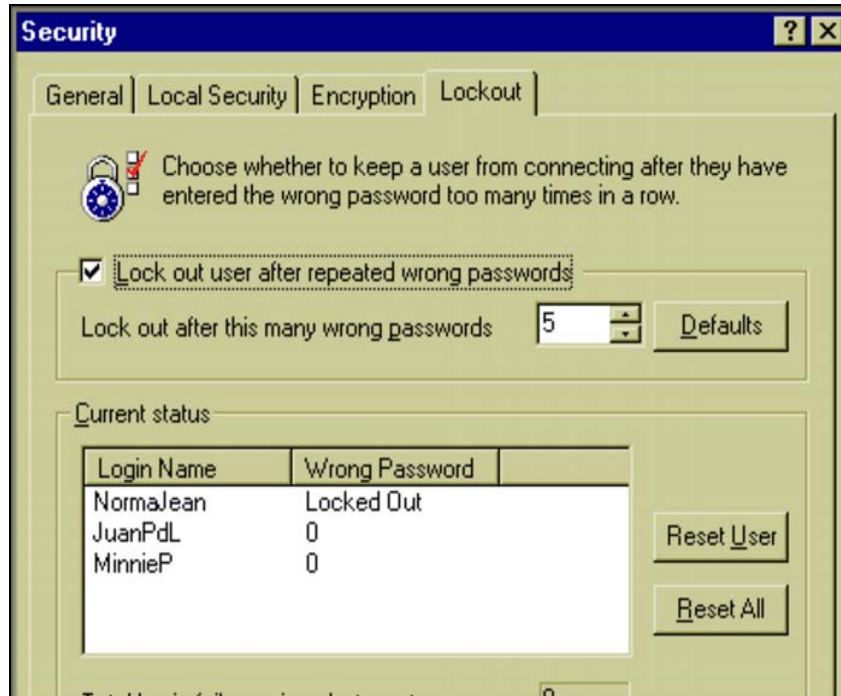 Security
General Local Security Encryption Lockout
Choose whether to keep a user from connecting after they have
entered the wrong password too many times in a row.
Lock out user after repeated wrong passwords
Lock out after this many wrong passwords 5 Defaults
Current status
Login Name Wrong Password
NormaJean Locked Out
JuanPdL 0
MinnieP 0
Reset User
Reset All